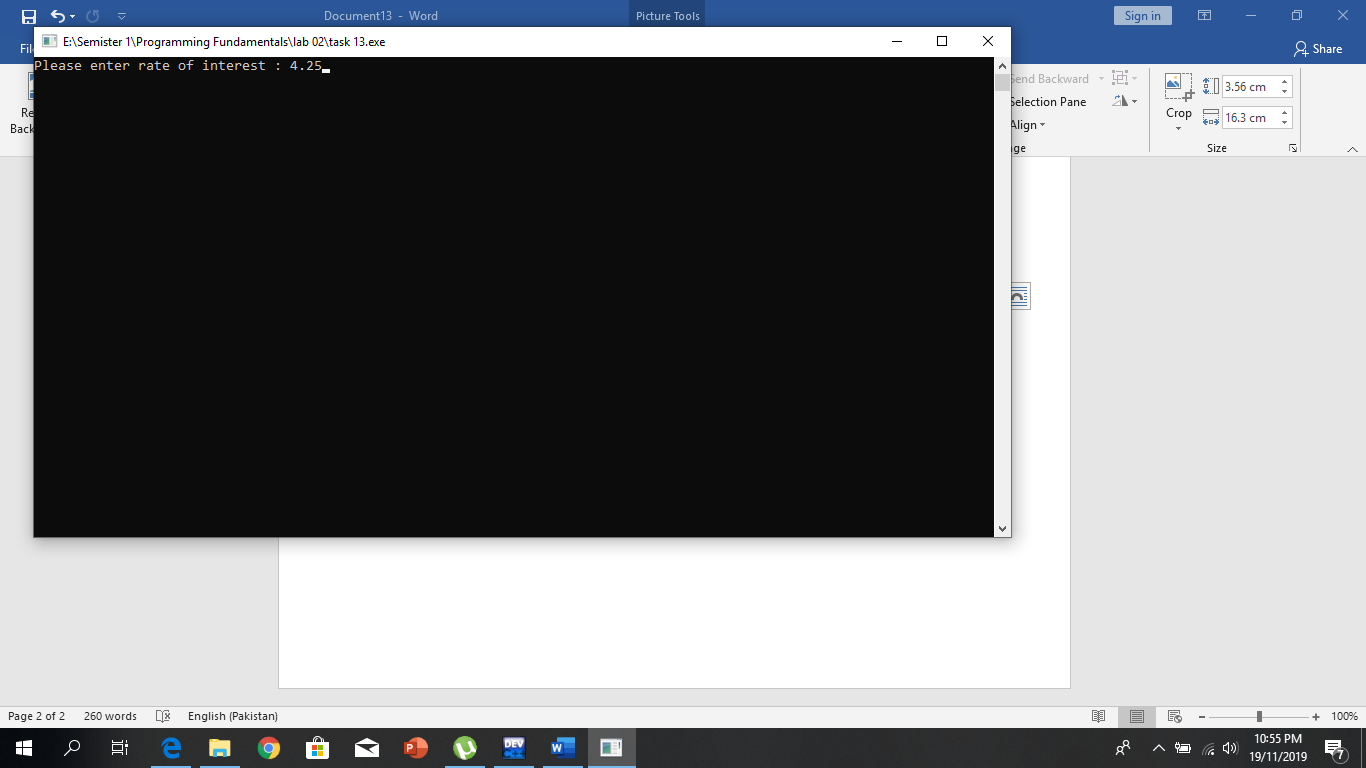 Document13 - Word
Picture Tools
Sign in
E:\Semister 1\Programming Fundamentals\lab 02\task 13.exe
Share
Please enter rate of interest : 4.25
Send Backward
Selection Pane
Align
Crop
3.56 cm
16.3 cm
Size
Page 2 of 2 260 words English (Pakistan)
100%
DEV
W
P
10:55 PM
19/11/2019
7